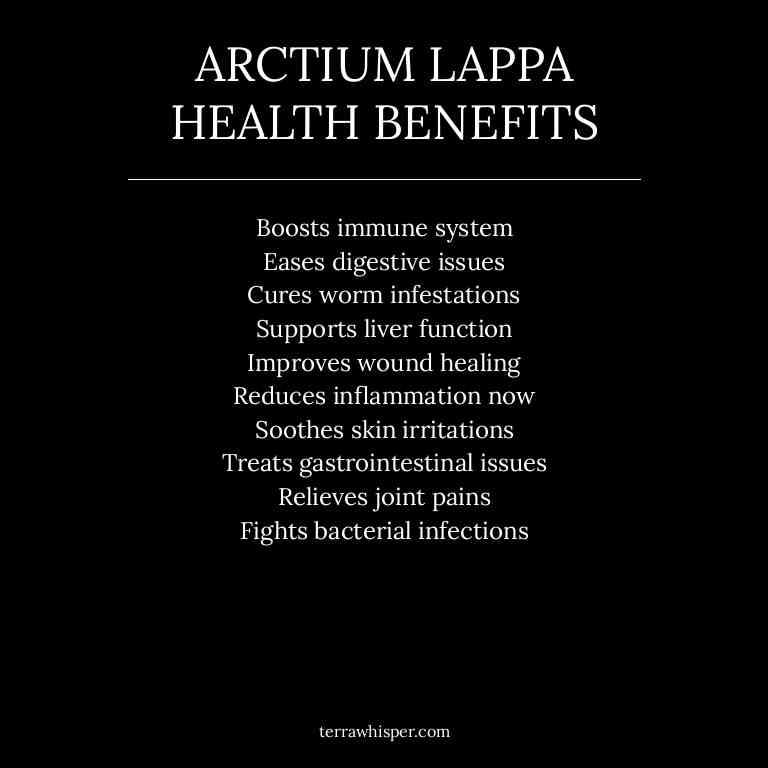 ARCTIUM LAPPA
HEALTH BENEFITS
Boosts immune system
Eases digestive issues
Cures worm infestations
Supports liver function
Improves wound healing
Reduces inflammation now
Soothes skin irritations
Treats gastrointestinal issues
Relieves joint pains
Fights bacterial infections
terrawhisper.com